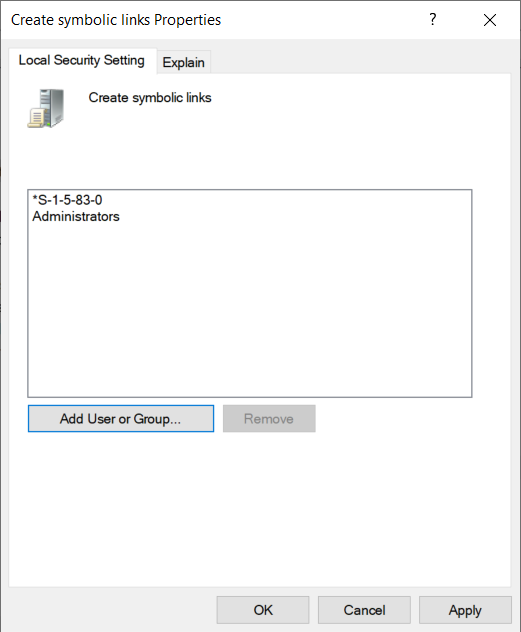 Create symbolic links Properties
?
Local Security Setting
Explain
Create symbolic links
*S-1-5-83-0
Administrators
Add User or Group...
Remove
OK
Cancel
Apply